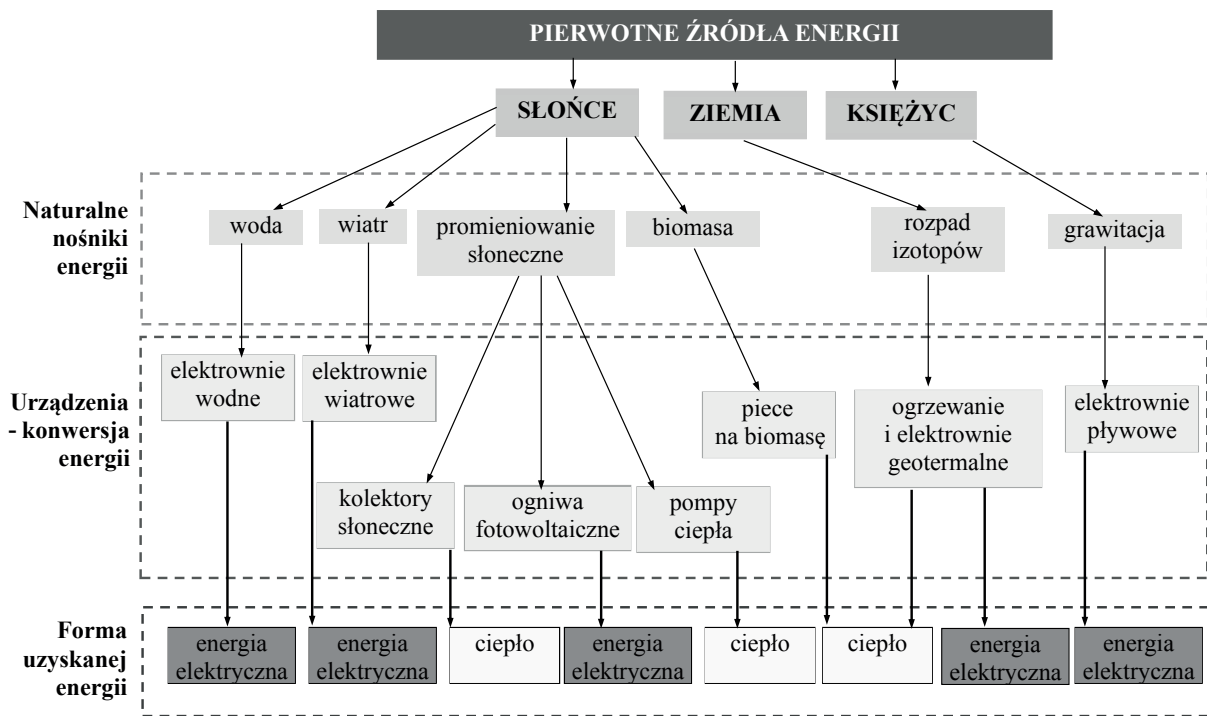 PIERWOTNE ŹRÓDŁA ENERGII
SŁOŃCE
ZIEMIA
KSIĘŻYC
Naturalne
nośniki
energii
woda
wiatr
promieniowanie
słoneczne
biomasa
rozpad
izotopów
grawitacja
Urządzenia
- konwersja
energii
elektrownie
wodne
elektrownie
wiatrowe
kolektory
słoneczne
ogniwa
fotowoltaiczne
pompy
ciepła
piece
na biomasę
ogrzewanie
i elektrownie
geotermalne
elektrownie
pływowe
Forma
uzyskanej
energii
energia
elektryczna
energia
elektryczna
ciepło
energia
elektryczna
ciepło
ciepło
energia
elektryczna
energia
elektryczna